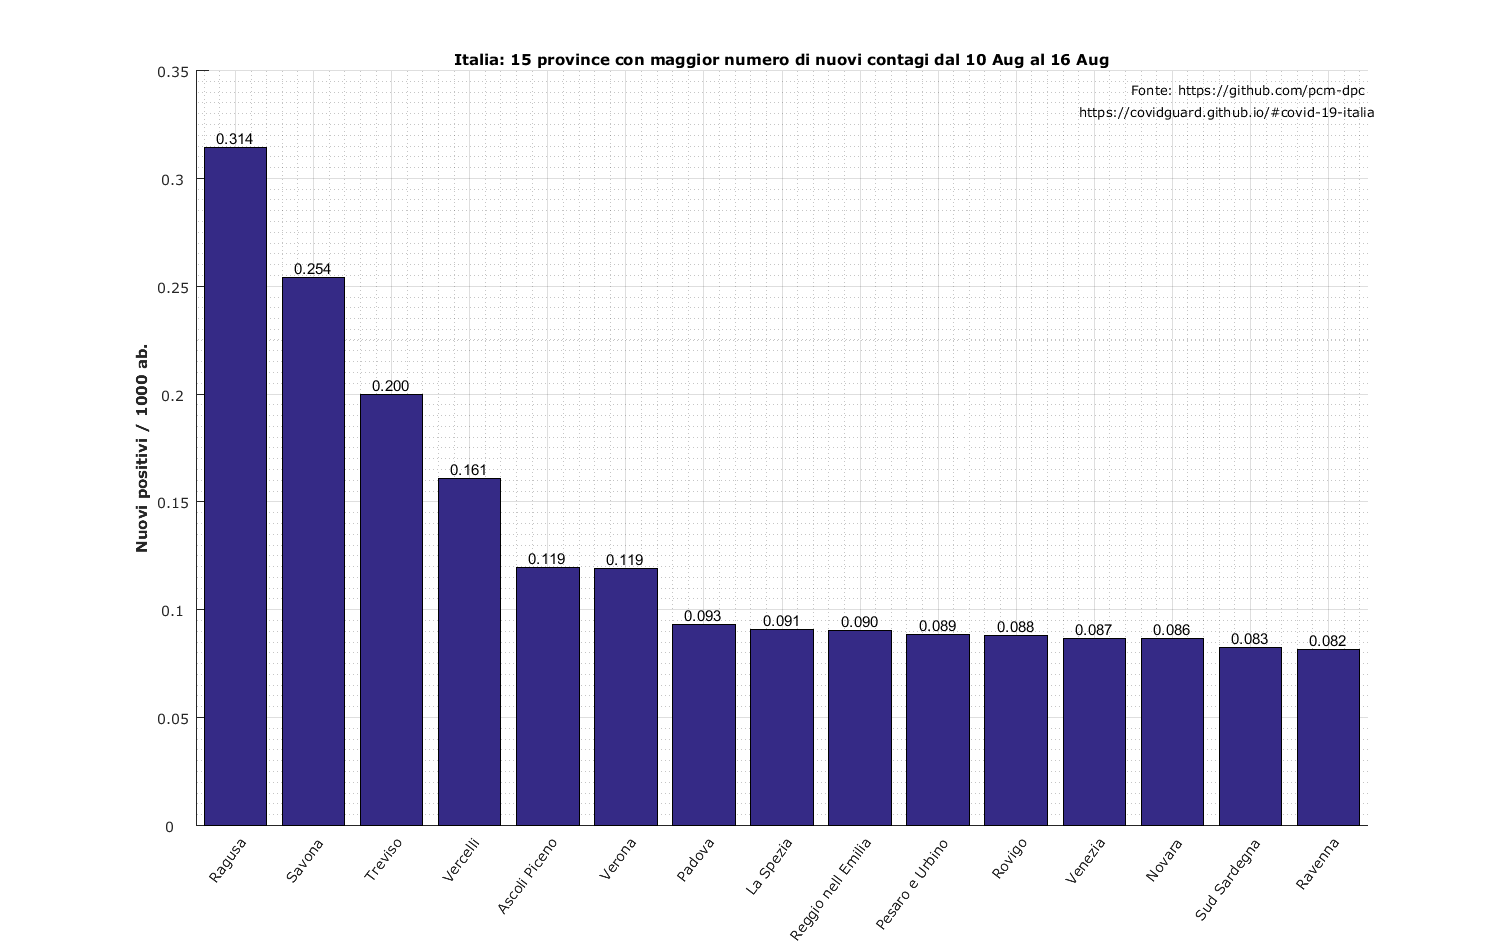 Italia: 15 province con maggior numero di nuovi contagi dal 10 Aug al 16 Aug
Fonte: https://github.com/pcm-dpc
https://covidguard.github.io/#covid-19-italia
Nuovi positivi / 1000 ab.
0.35
0.3
0.25
0.2
0.15
0.1
0.05
0
0.314
0.254
0.200
0.161
0.119
0.119
0.093
0.091
0.090
0.089
0.088
0.087
0.086
0.083
0.082
Ragusa
Savona
Treviso
Vercelli
Ascoli Piceno
Verona
Padova
La Spezia
Reggio nell Emilia
Pesaro e Urbino
Rovigo
Venezia
Novara
Sud Sardegna
Ravenna